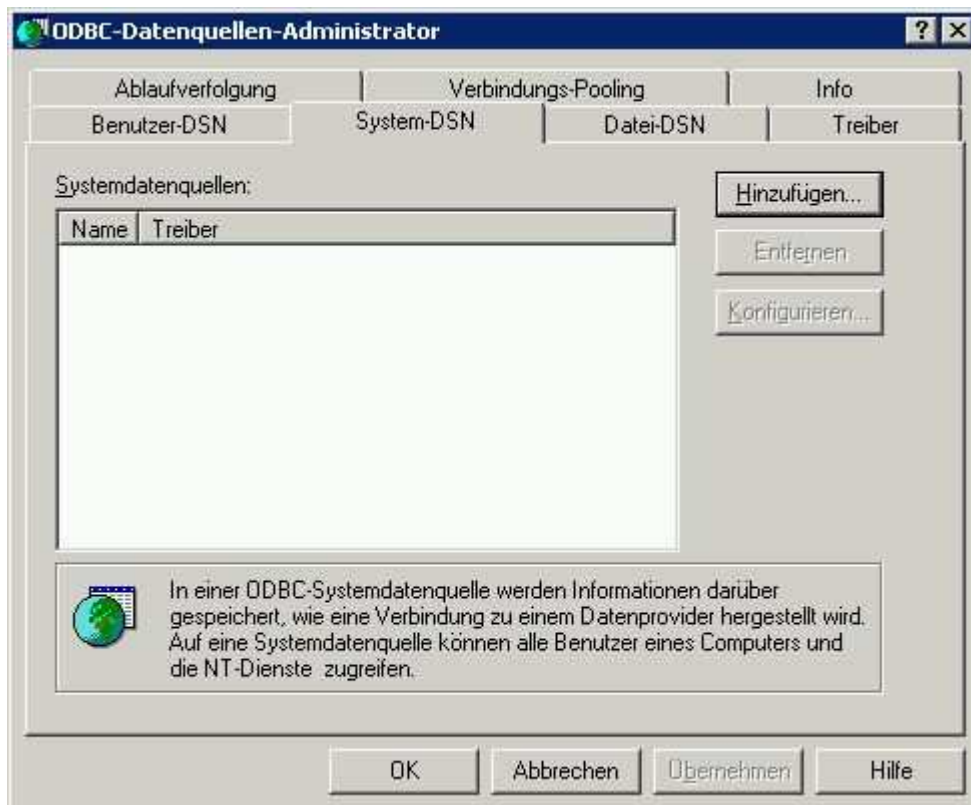 ODBC-Datenquellen-Administrator
Ablaufverfolgung Verbindungs-Pooling Info
Benutzer-DSN System-DSN Datei-DSN Treiber
Systemdatenquellen:
Name Treiber
Hinzufügen...
Entfernen
Konfigurieren...
In einer ODBC-Systemdatenquelle werden Informationen darüber
gespeichert, wie eine Verbindung zu einem Datenprovider hergestellt wird.
Auf eine Systemdatenquelle können alle Benutzer eines Computers und
die NT-Dienste zugreifen.
OK Abbrechen Übernehmen Hilfe